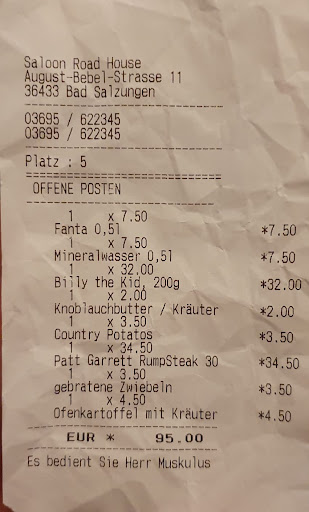 Saloon Road House
August-Bebel-Strasse 11
36433 Bad Salzungen
--------------------------------
03695 / 622345
03695 / 622345
--------------------------------
Platz : 5
================================
OFFENE POSTEN
--------------------------------
1 x 7.50
Fanta 0,5l *7.50
1 x 7.50
Mineralwasser 0,5l *7.50
1 x 32.00
Billy the Kid, 200g *32.00
1 x 2.00
Knoblauchbutter / Kräuter *2.00
1 x 3.50
Country Potatos *3.50
1 x 34.50
Patt Garrett RumpSteak 30 *34.50
1 x 3.50
gebratene Zwiebeln *3.50
1 x 4.50
Ofenkartoffel mit Kräuter *4.50
--------------------------------
EUR * 95.00
--------------------------------
Es bedient Sie Herr Muskulus